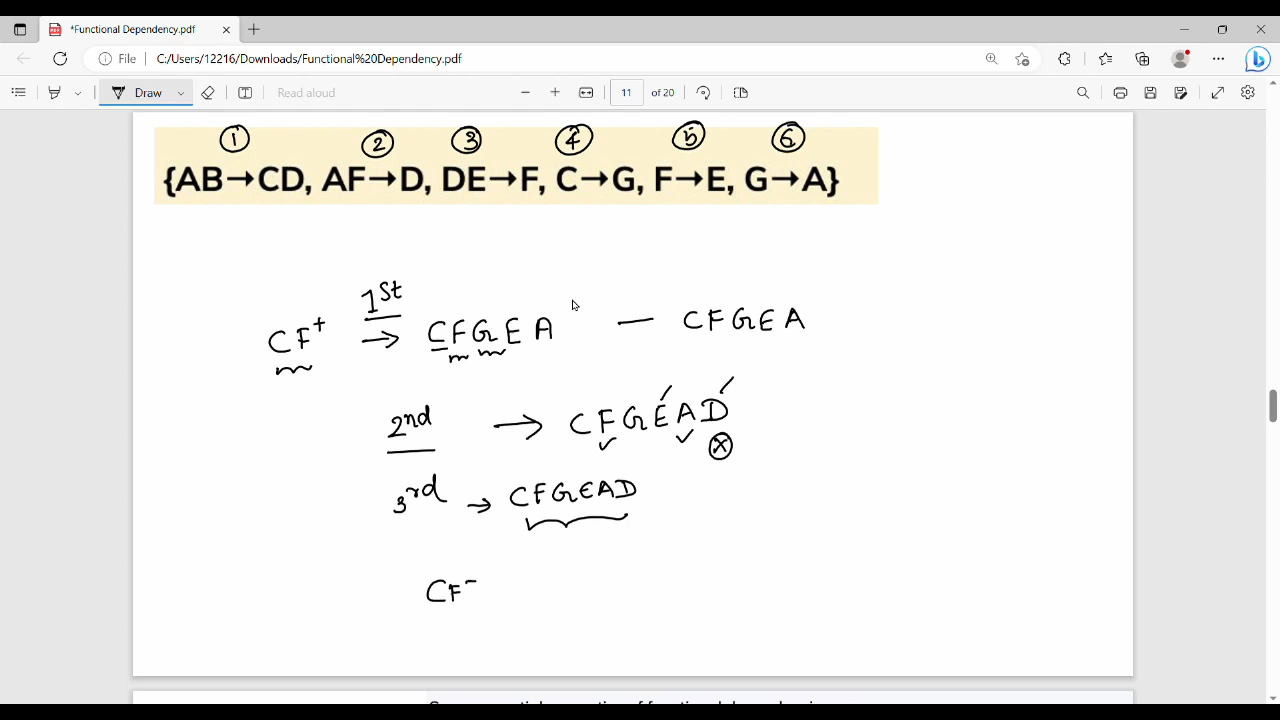 *Functional Dependency.pdf
File | C:/Users/12216/Downloads/Functional%20Dependency.pdf
Draw Read aloud 11 of 20
① ② ③ ④ ⑤ ⑥
{AB→CD, AF→D, DE→F, C→G, F→E, G→A}
1st
CF+ → CFGEA — CFGEA
2nd → CFGEAD
3rd → CFGEAD
CF